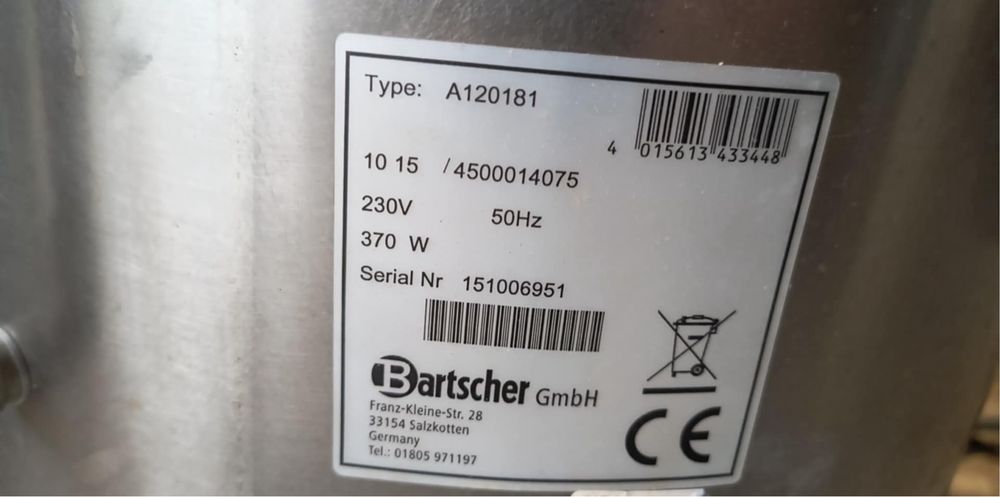 Type: A120181
4 015613 433448
10 15 / 4500014075
230V 50Hz
370 W
Serial Nr 151006951
Bartscher GmbH
Franz-Kleine-Str. 28
33154 Salzkotten
Germany
Tel.: 01805 971197
CE